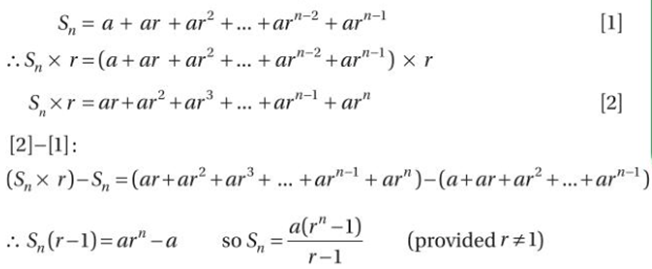 Sₙ = a + ar + ar² + ... + arⁿ⁻² + arⁿ⁻¹ [1]
∴ Sₙ × r = (a + ar + ar² + ... + arⁿ⁻² + arⁿ⁻¹) × r
Sₙ × r = ar + ar² + ar³ + ... + arⁿ⁻¹ + arⁿ [2]
[2]–[1]:
(Sₙ × r) – Sₙ = (ar + ar² + ar³ + ... + arⁿ⁻¹ + arⁿ) – (a + ar + ar² + ... + arⁿ⁻¹)
∴ Sₙ(r – 1) = arⁿ – a so Sₙ = a(rⁿ – 1) / r – 1 (provided r ≠ 1)